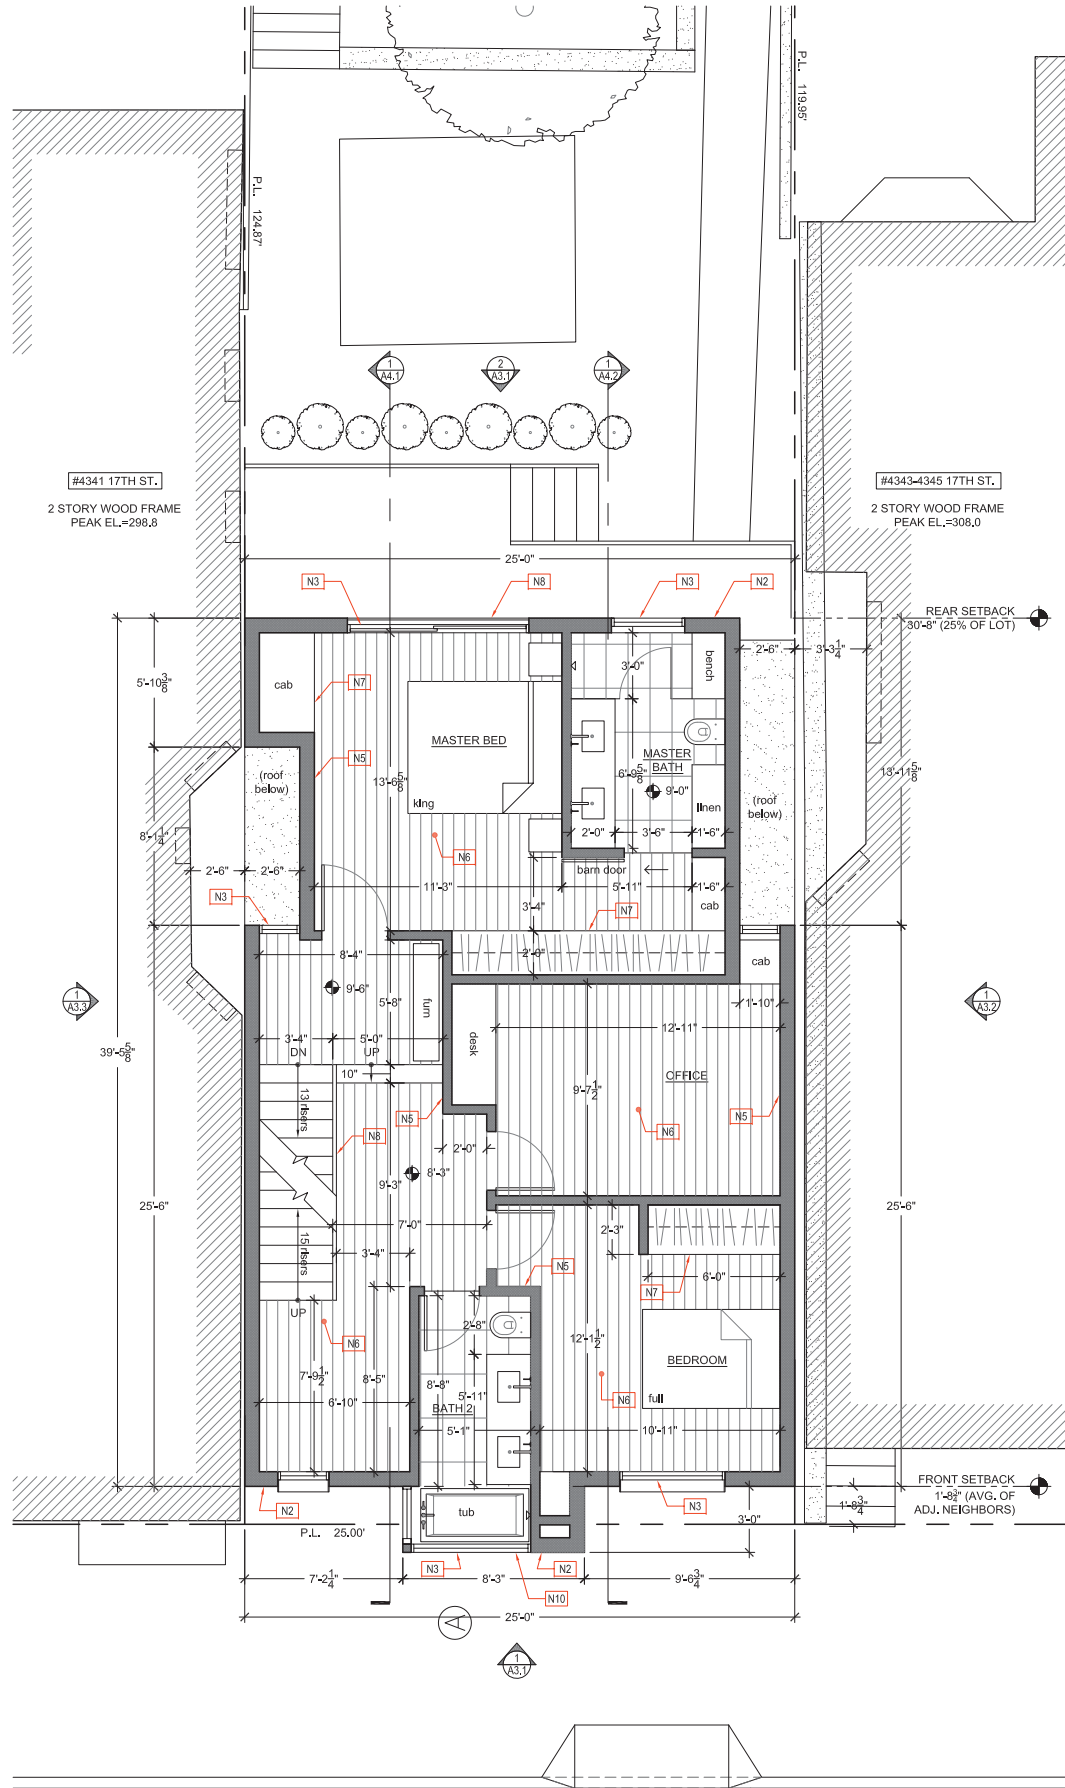 P.L. 119.95'
P.L. 124.87'
1
A4.1
2
A3.1
1
A4.2
#4341 17TH ST.
2 STORY WOOD FRAME
PEAK EL.=298.8
#4343-4345 17TH ST.
2 STORY WOOD FRAME
PEAK EL.=308.0
25'-0"
N3
N8
N3
N2
REAR SETBACK
30'-8" (25% OF LOT)
2'-6"
3'-3 1/4"
5'-10 3/8"
cab
N7
3'-0"
bench
MASTER BED
MASTER
BATH
N5
13'-6 5/8"
6'-9 5/8"
9'-0"
13'-11 5/8"
(roof
below)
king
linen
(roof
below)
8'-1 1/4"
2'-0"
3'-6"
1'-6"
N6
2'-6"
2'-6"
barn door
N3
11'-3"
5'-11"
1'-6"
3'-4"
cab
N7
8'-4"
2'-0"
cab
9'-6"
5'-8"
furn
1
A3.3
1'-10"
1
A3.2
12'-11"
3'-4"
5'-0"
desk
39'-5 5/8"
DN
UP
10"
OFFICE
9'-7 1/2"
13 risers
N5
N5
N8
N6
2'-0"
8'-3"
9'-3"
25'-6"
25'-6"
7'-0"
2'-3"
15 risers
3'-4"
N5
6'-0"
N7
UP
2'-8"
N6
12'-1 1/2"
BEDROOM
7'-9 1/2"
8'-5"
8'-8"
5'-11"
6'-10"
BATH 2
N6
full
5'-1"
10'-11"
FRONT SETBACK
1'-8 3/4" (AVG. OF
ADJ. NEIGHBORS)
N2
tub
N3
1'-8 3/4"
3'-0"
P.L. 25.00'
N3
N2
7'-2 1/4"
8'-3"
9'-6 3/4"
N10
25'-0"
A
1
A3.1